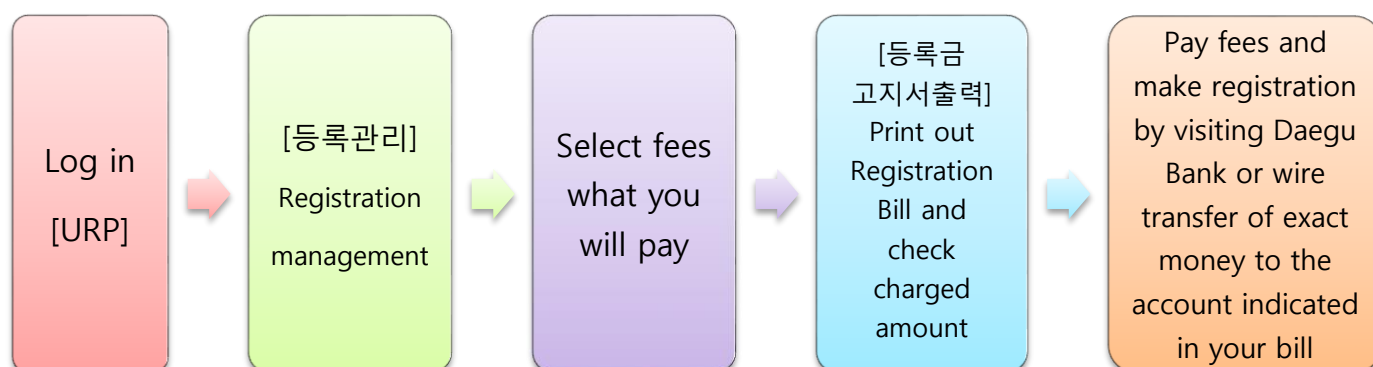 Log in
[URP]
[등록관리]
Registration
management
Select fees
what you
will pay
[등록금
고지서출력]
Print out
Registration
Bill and
check
charged
amount
Pay fees and
make registration
by visiting Daegu
Bank or wire
transfer of exact
money to the
account indicated
in your bill